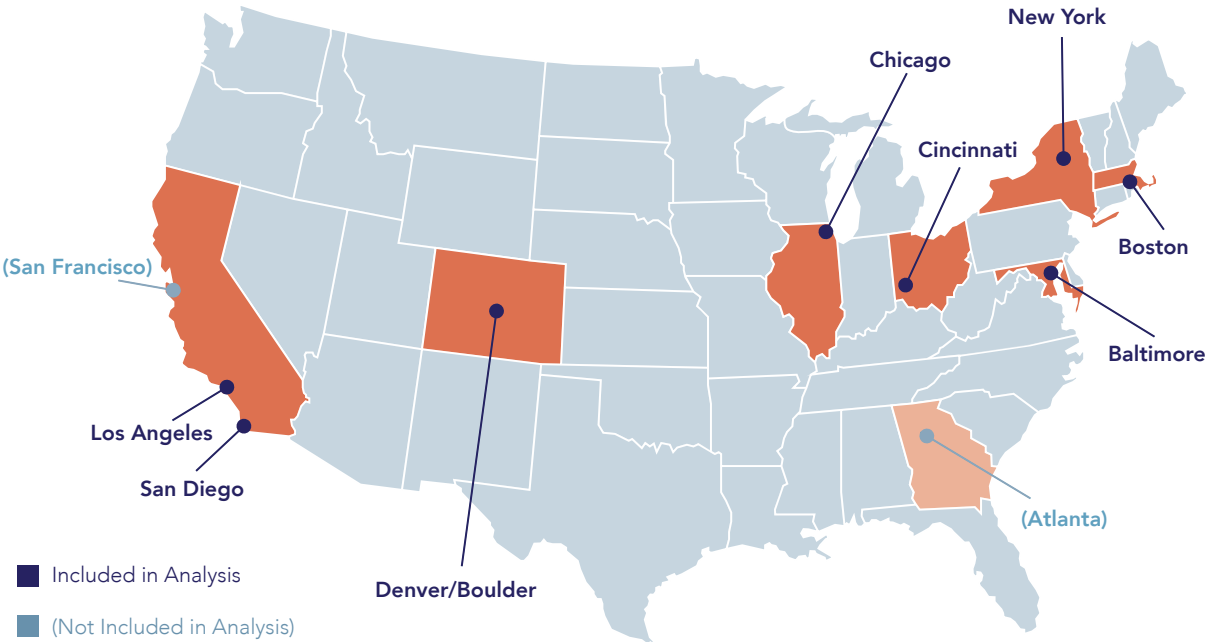 New York
Chicago
Cincinnati
Boston
(San Francisco)
Baltimore
Los Angeles
San Diego
(Atlanta)
Included in Analysis
Denver/Boulder
(Not Included in Analysis)